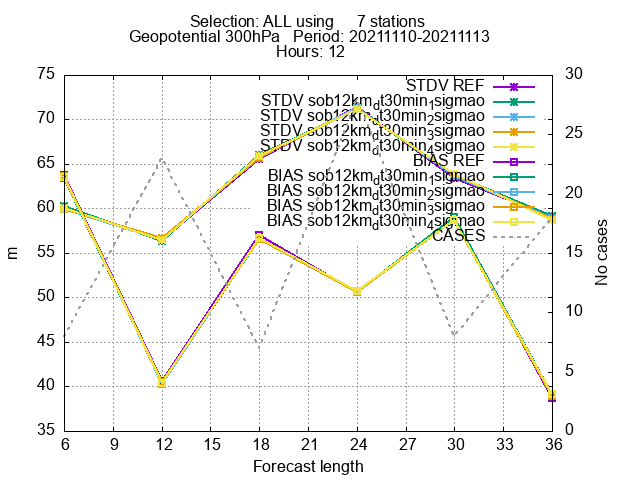 Selection: ALL using 7 stations
Geopotential 300hPa Period: 20211110-20211113
Hours: 12
75
70
65
60
55
50
45
40
35
m
30
25
20
15
10
5
0
No cases
STDV REF
STDV sob12km_dt30min_1sigmao
STDV sob12km_dt30min_2sigmao
STDV sob12km_dt30min_3sigmao
STDV sob12km_dt30min_4sigmao
BIAS REF
BIAS sob12km_dt30min_1sigmao
BIAS sob12km_dt30min_2sigmao
BIAS sob12km_dt30min_3sigmao
BIAS sob12km_dt30min_4sigmao
CASES
6 9 12 15 18 21 24 27 30 33 36
Forecast length